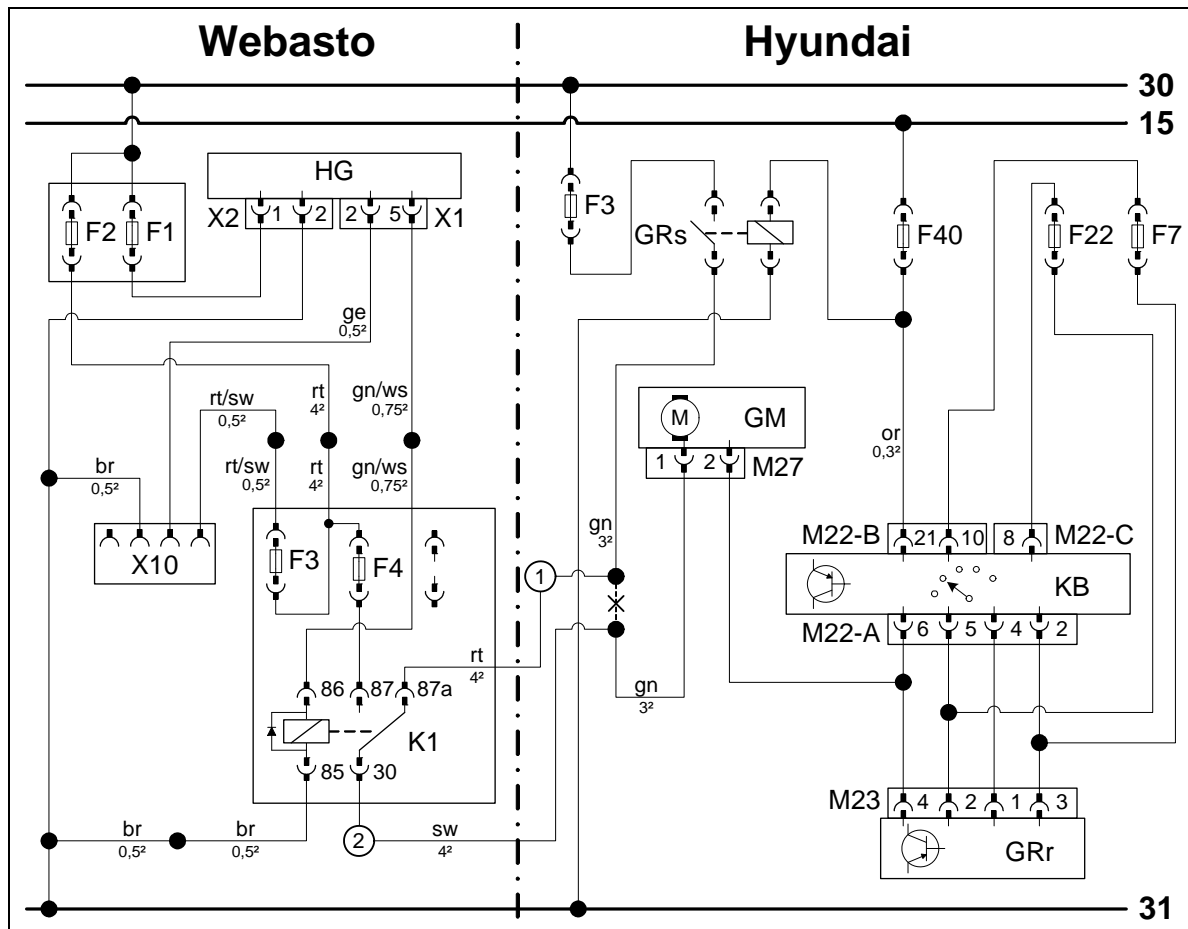 Webasto Hyundai
30
15
HG
F2 F1 X2 1 2 2 5 X1
F3
GRs
F40 F22 F7
ge
0,5²
rt/sw
0,5²
rt
4²
gn/ws
0,75²
M GM
1 2 M27
or
0,3²
br
0,5²
rt/sw
0,5²
rt
4²
gn/ws
0,75²
X10
F3 F4
gn
3²
1
M22-B 21 10 8 M22-C
KB
M22-A 6 5 4 2
rt
4²
gn
3²
86 87 87a
K1
85 30
M23 4 2 1 3
GRr
br
0,5²
br
0,5²
2
sw
4²
31